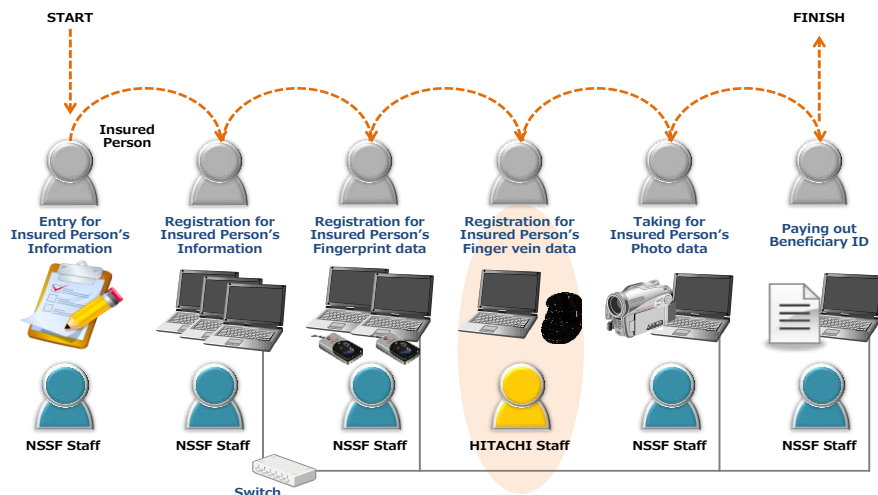 START
FINISH
Insured
Person
Entry for
Insured Person's
Information
Registration for
Insured Person's
Information
Registration for
Insured Person's
Fingerprint data
Registration for
Insured Person's
Finger vein data
Taking for
Insured Person's
Photo data
Paying out
Beneficiary ID
NSSF Staff
NSSF Staff
NSSF Staff
HITACHI Staff
NSSF Staff
NSSF Staff
Switch